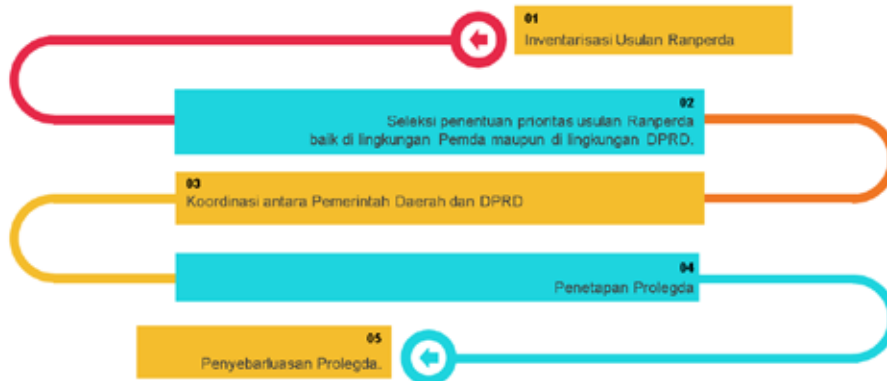 01
Inventarisasi Usulan Ranperda
02
Seleksi penentuan prioritas usulan Ranperda
baik di lingkungan Pemda maupun di lingkungan DPRD.
03
Koordinasi antara Pemerintah Daerah dan DPRD
04
Penetapan Prolegda
05
Penyebarluasan Prolegda.